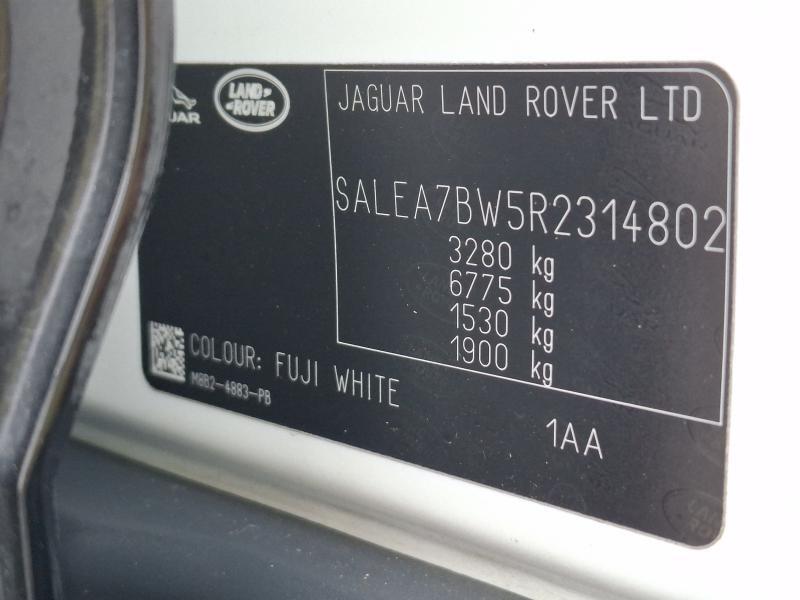 LAND ROVER
JAGUAR LAND ROVER LTD
SALEA7BW5R2314802
3280 kg
6775 kg
1530 kg
1900 kg
COLOUR: FUJI WHITE
M8B2-4883-PB
1AA